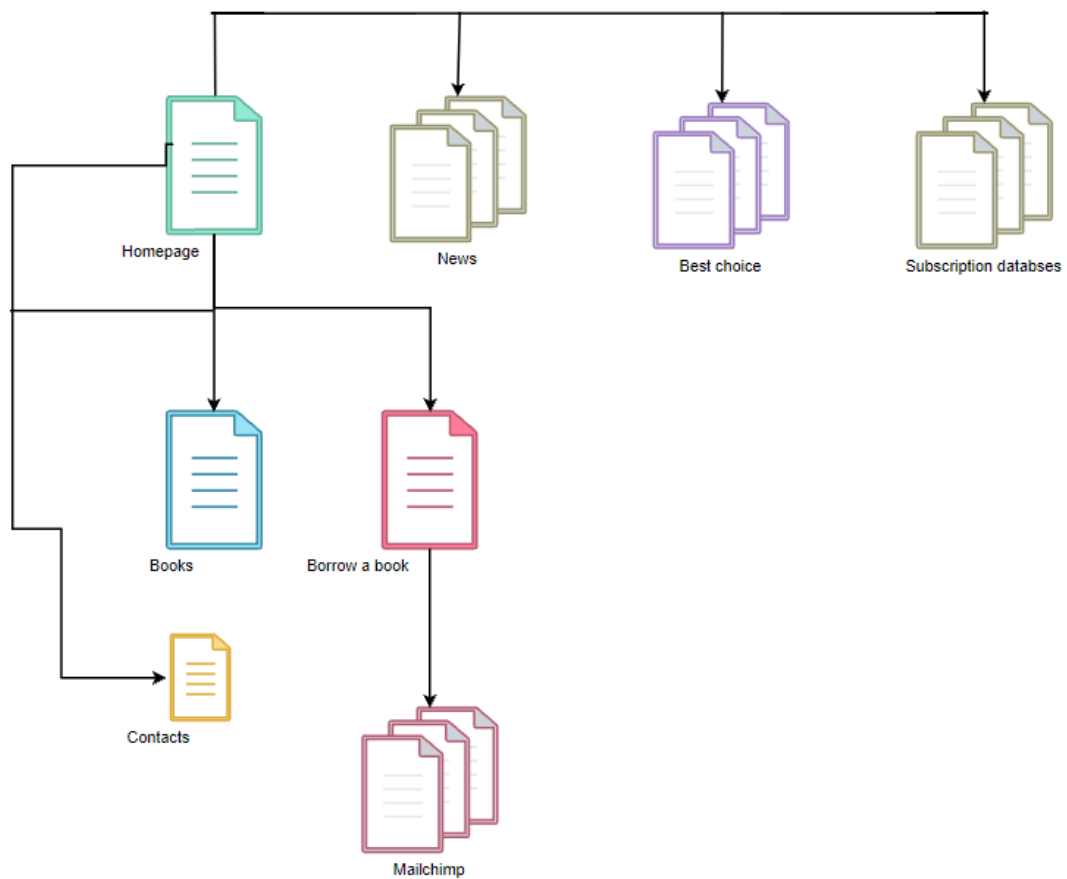 Homepage
News
Best choice
Subscription databses
Books
Borrow a book
Contacts
Mailchimp